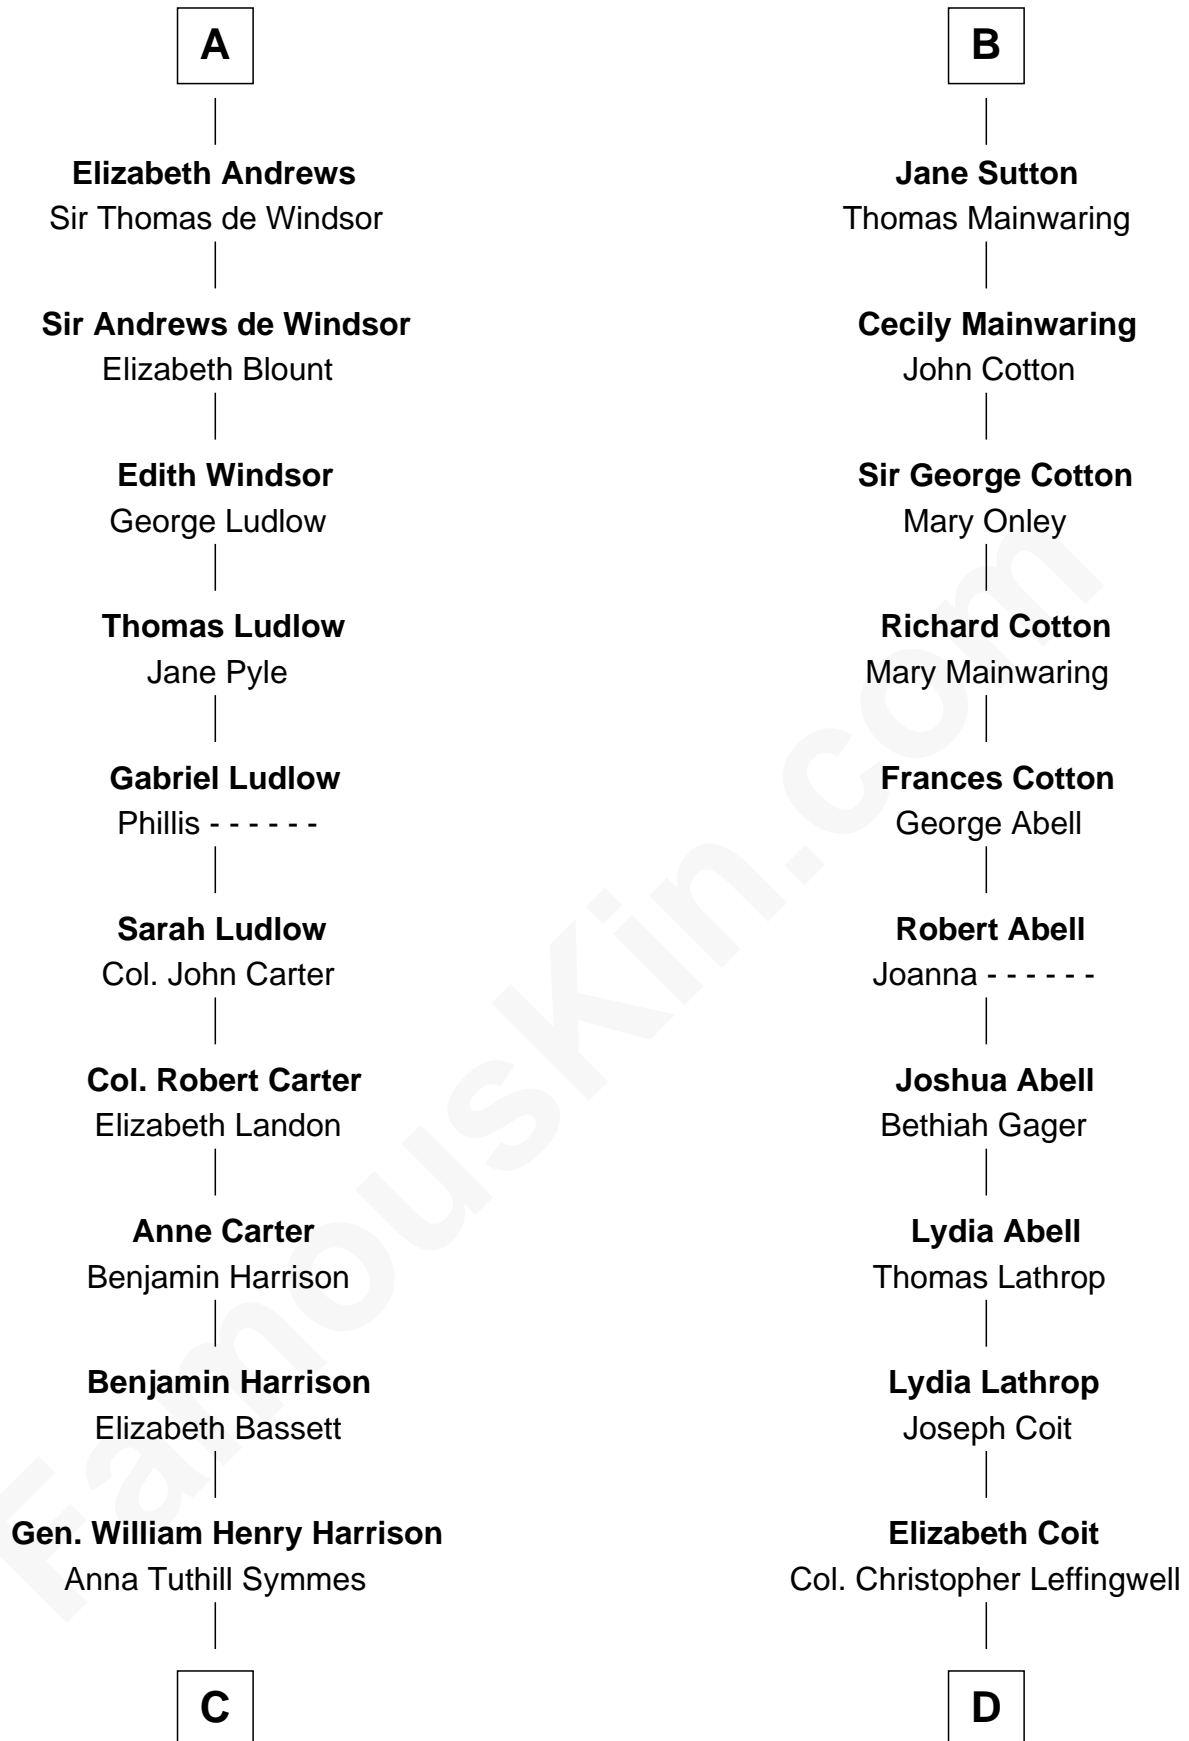 A
Elizabeth Andrews
Sir Thomas de Windsor
Sir Andrews de Windsor
Elizabeth Blount
Edith Windsor
George Ludlow
Thomas Ludlow
Jane Pyle
Gabriel Ludlow
Phillis - - - - - -
Sarah Ludlow
Col. John Carter
Col. Robert Carter
Elizabeth Landon
Anne Carter
Benjamin Harrison
Benjamin Harrison
Elizabeth Bassett
Gen. William Henry Harrison
Anna Tuthill Symmes
C
B
Jane Sutton
Thomas Mainwaring
Cecily Mainwaring
John Cotton
Sir George Cotton
Mary Onley
Richard Cotton
Mary Mainwaring
Frances Cotton
George Abell
Robert Abell
Joanna - - - - - -
Joshua Abell
Bethiah Gager
Lydia Abell
Thomas Lathrop
Lydia Lathrop
Joseph Coit
Elizabeth Coit
Col. Christopher Leffingwell
D
FamousKin.com